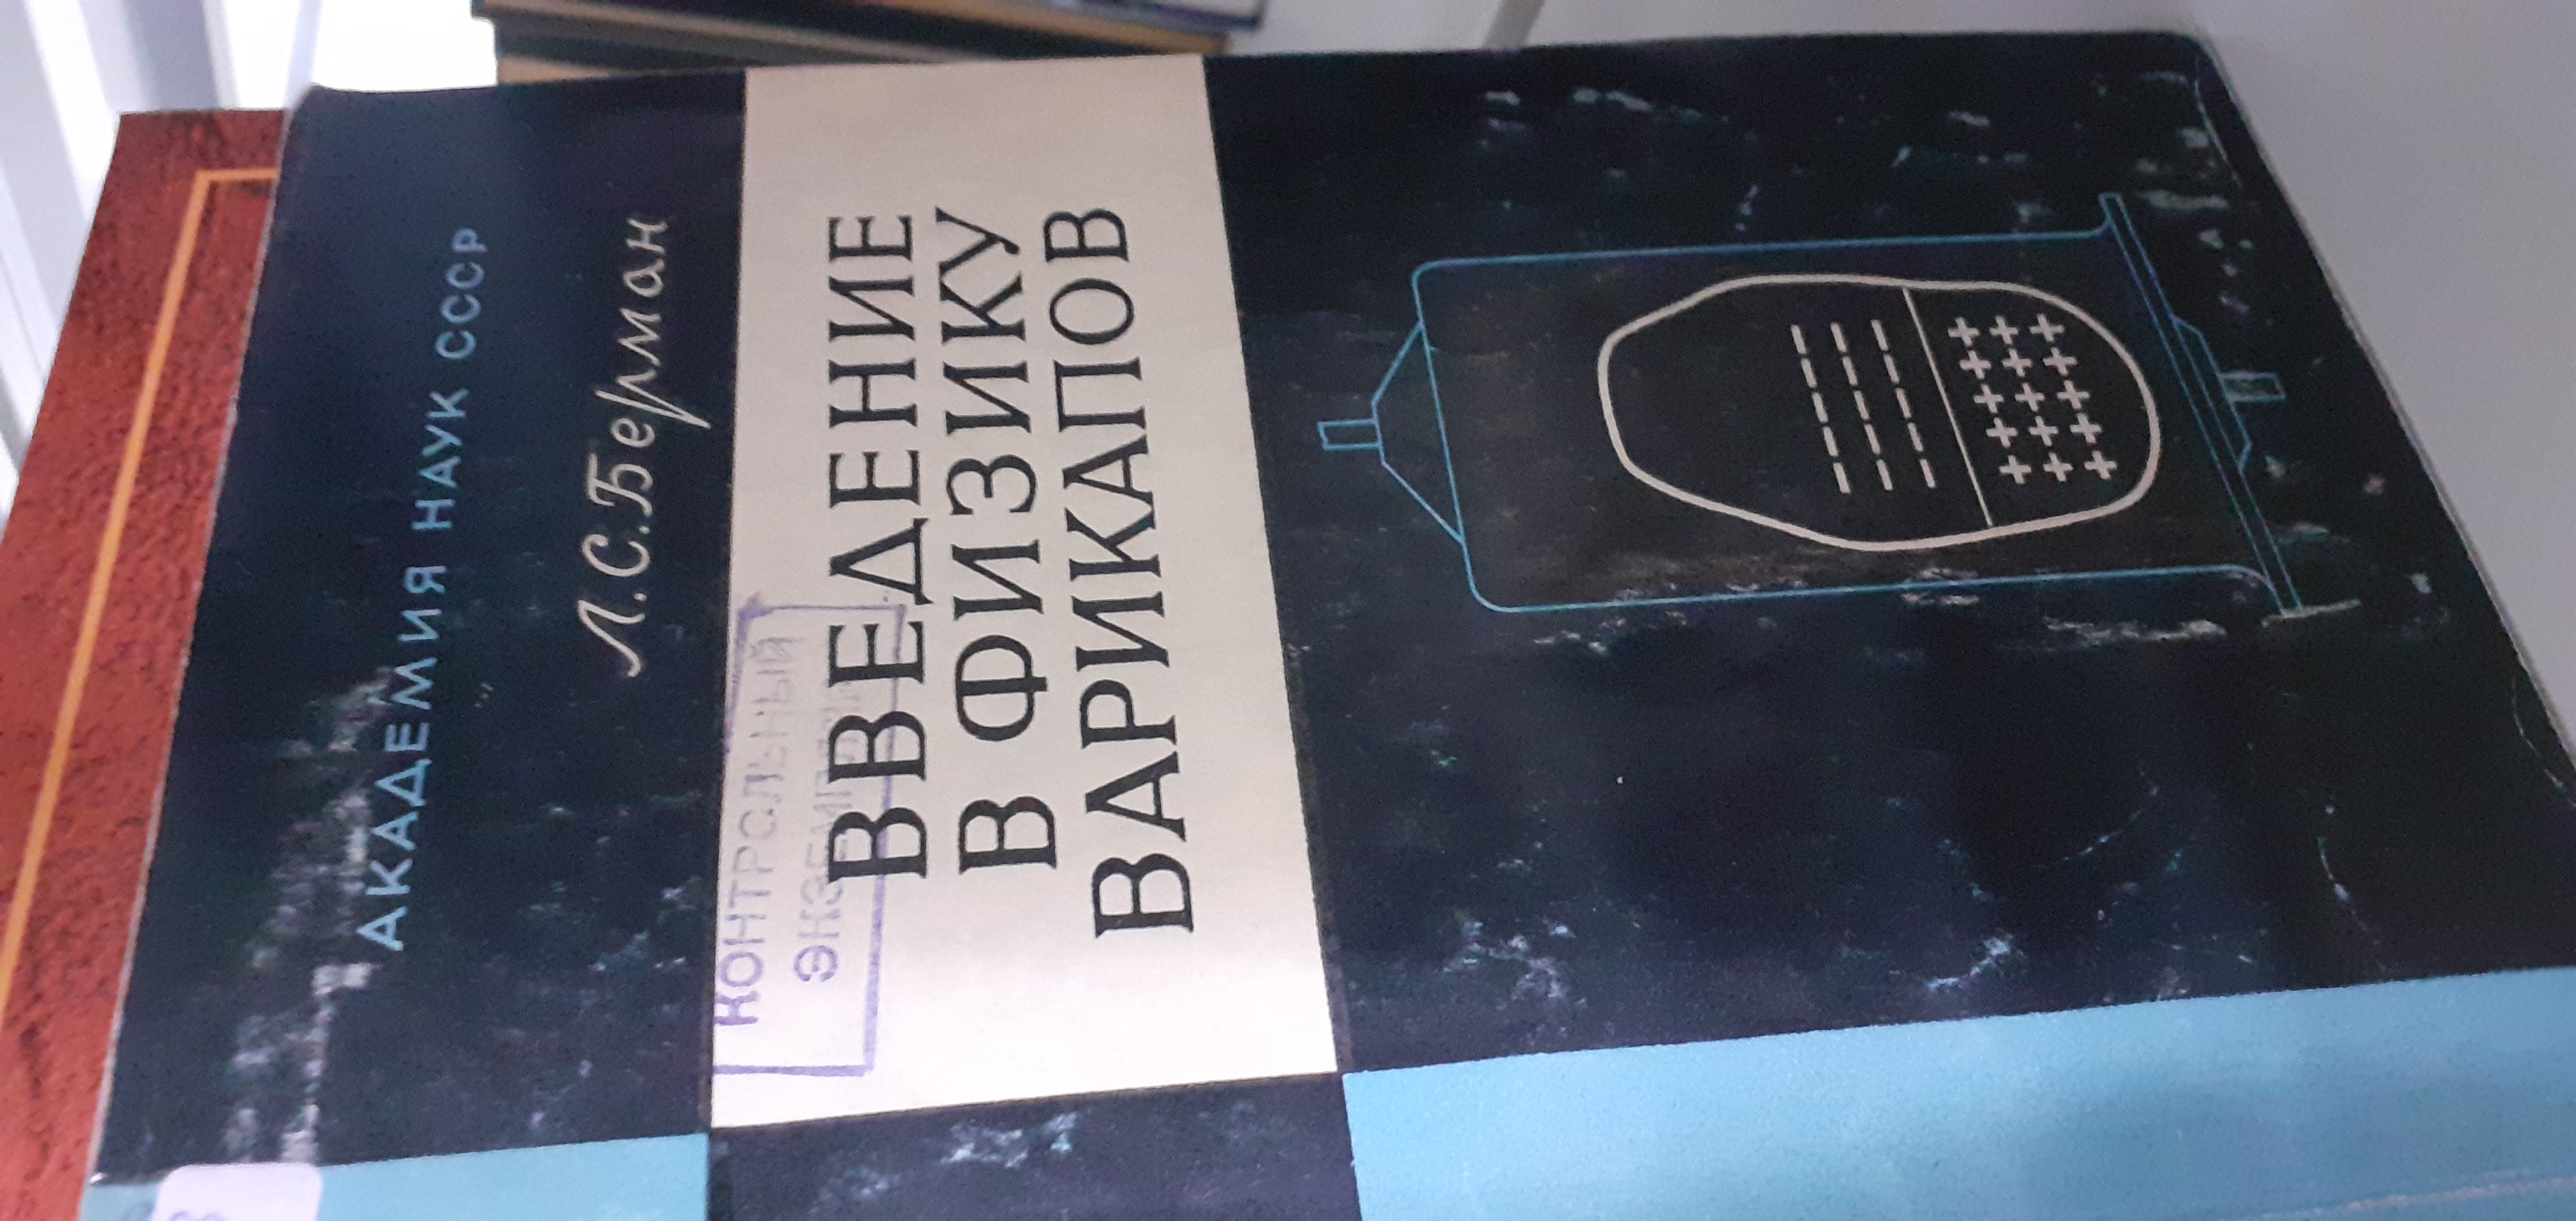 АКАДЕМИЯ НАУК СССР
Л.С.Берман
ВВЕДЕНИЕ
В ФИЗИКУ
ВАРИКАПОВ
КОНТРОЛЬНЫЙ
ЭКЗЕМПЛЯР